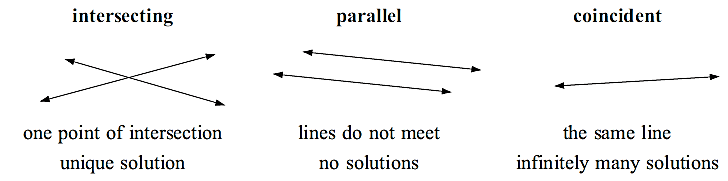 intersecting parallel coincident
one point of intersection lines do not meet the same line
unique solution no solutions infinitely many solutions